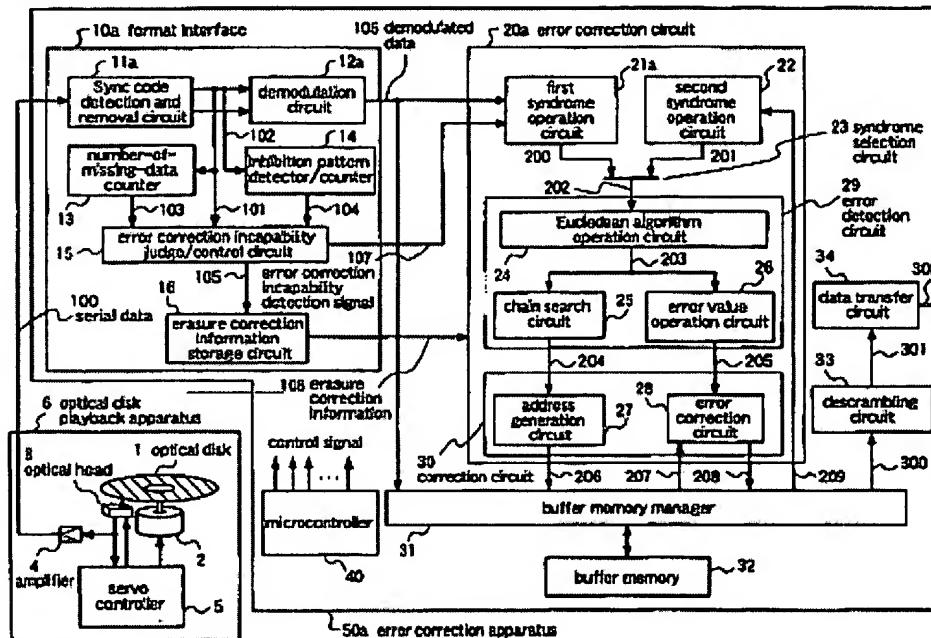 10a format interface
106 demodulated data
20a error correction circuit
11a
Sync code detection and removal circuit
12a
demodulation circuit
21a
first syndrome operation circuit
22
second syndrome operation circuit
102
14
number-of-missing-data counter
Inhibition pattern detector/counter
13
103
101
104
200
201
23 syndrome selection circuit
202
15
error correction incapability judge/control circuit
107
105
error correction incapability detection signal
Eucledean algorithm operation circuit
29 error detection circuit
24
203
16
erasure correction information storage circuit
100 serial data
chain search circuit
25
26
error value operation circuit
34
data transfer circuit
301
108 erasure correction information
204
205
33
descrambling circuit
6 optical disk playback apparatus
address generation circuit
27
28
error correction circuit
8 optical head
1 optical disk
control signal
30 correction circuit
206
207
208
209
300
microcontroller
40
buffer memory manager
31
4 amplifier
2
servo controller
5
buffer memory
32
50a error correction apparatus